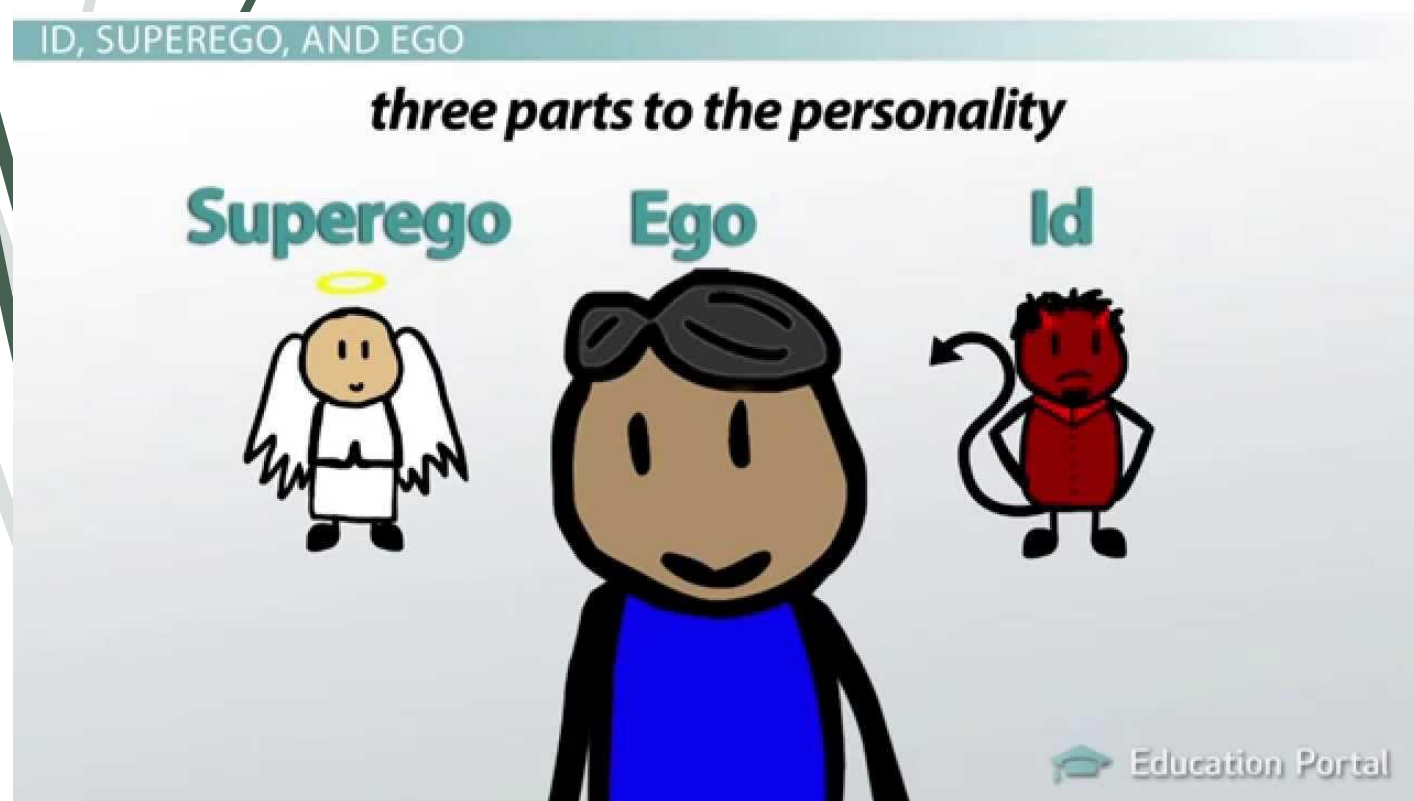 ID, SUPEREGO, AND EGO
three parts to the personality
Superego Ego Id
Education Portal